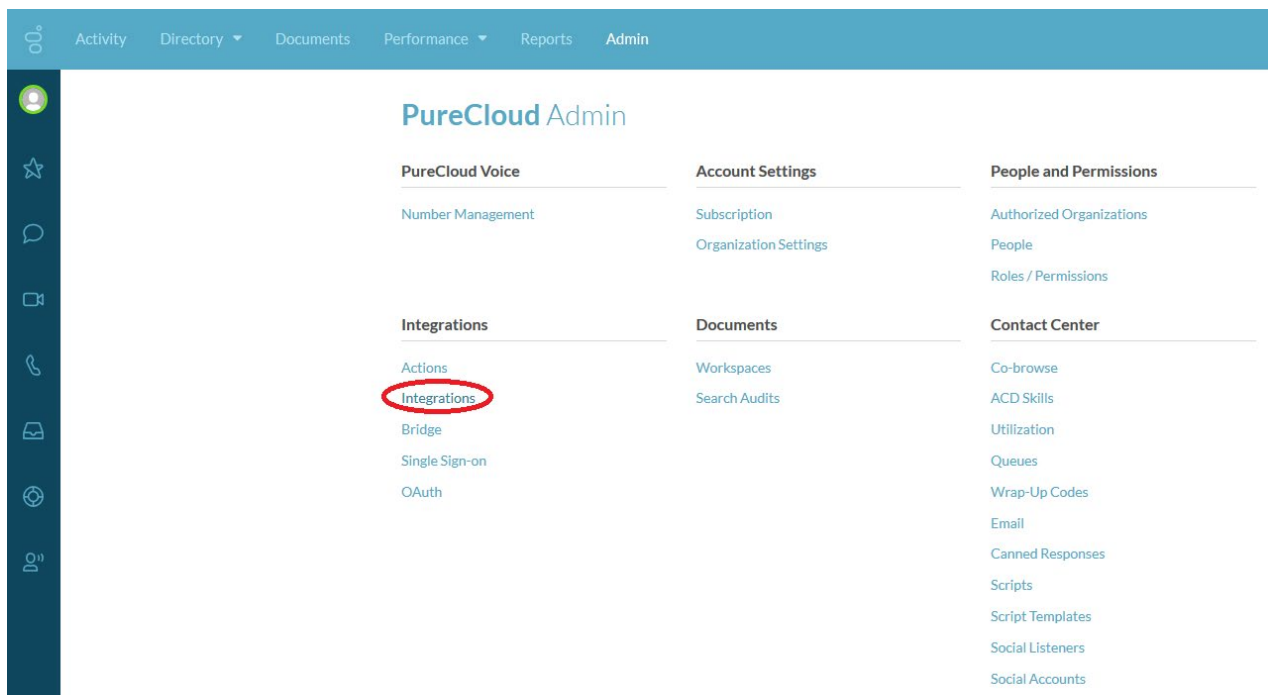 Activity Directory Documents Performance Reports Admin
PureCloud Admin
PureCloud Voice
Number Management
Account Settings
Subscription
Organization Settings
People and Permissions
Authorized Organizations
People
Roles / Permissions
Integrations
Actions
Integrations
Bridge
Single Sign-on
OAuth
Documents
Workspaces
Search Audits
Contact Center
Co-browse
ACD Skills
Utilization
Queues
Wrap-Up Codes
Email
Canned Responses
Scripts
Script Templates
Social Listeners
Social Accounts